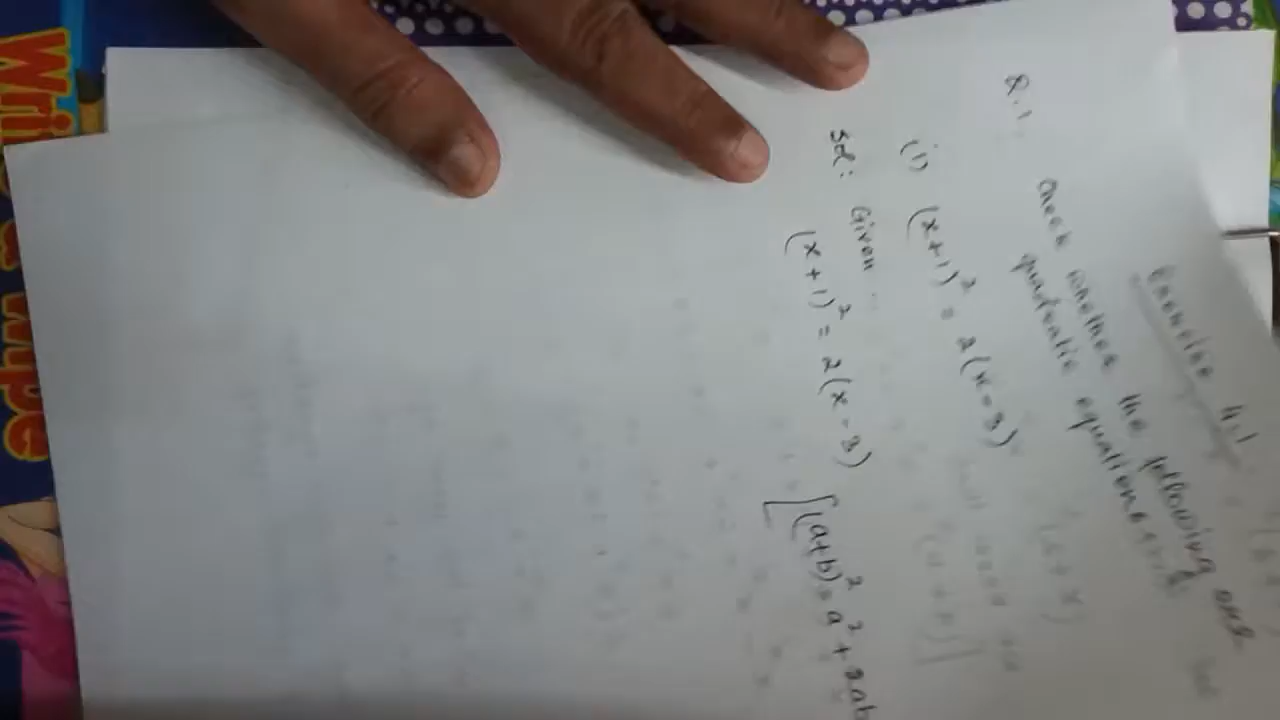 Exercise 4.1
Q.1. Check whether the following are
quadratic equations
(i) (x+1)² = 2(x-3)
Sol: Given
(x+1)² = 2(x-3) [(a+b)² = a² + 2ab
Wipe